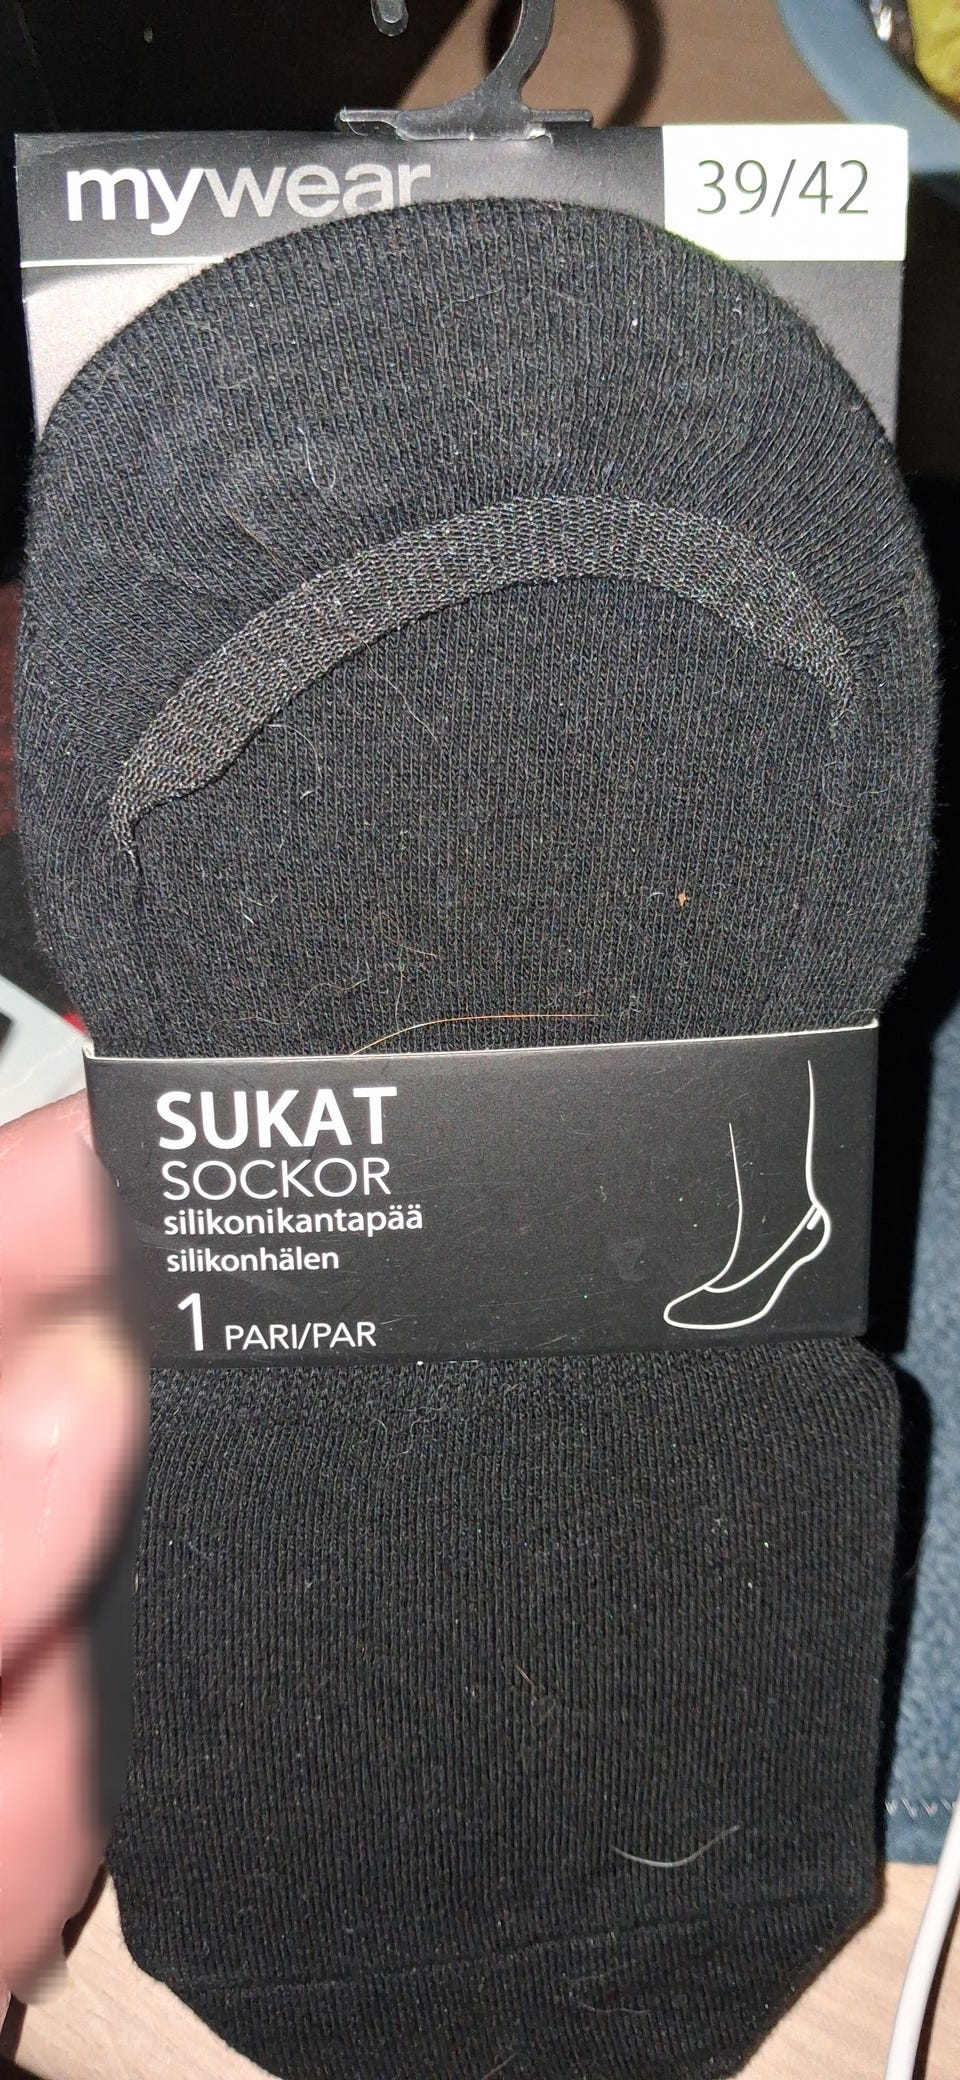 mywear
39/42
SUKAT
SOCKOR
silikonikantapää
silikonhälen
1 PARI/PAR